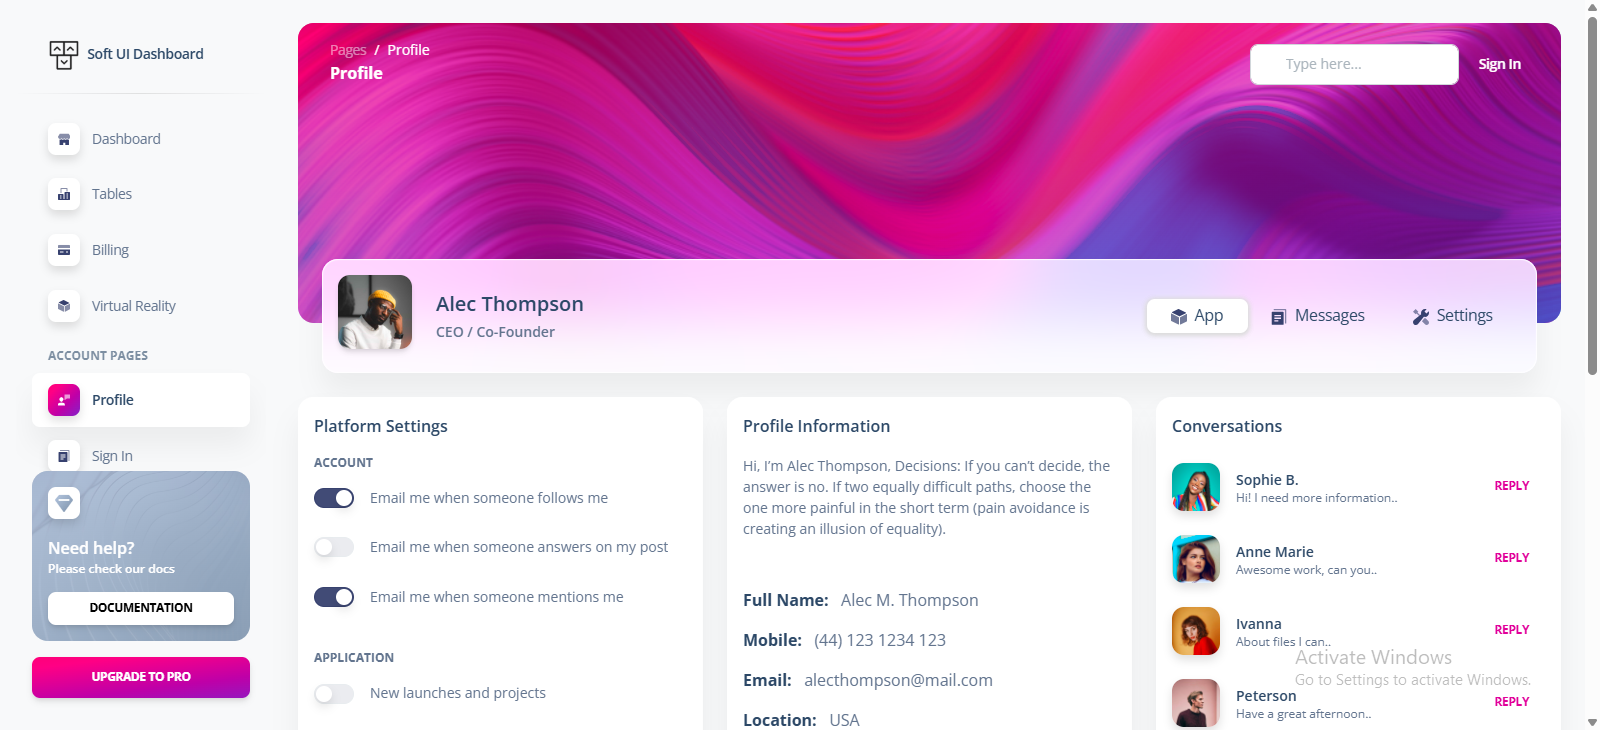 Soft UI Dashboard
Dashboard
Tables
Billing
Virtual Reality
ACCOUNT PAGES
Profile
Sign In
Need help?
Please check our docs
DOCUMENTATION
UPGRADE TO PRO
Pages / Profile
Profile
Type here...
Sign In
Alec Thompson
CEO / Co-Founder
App
Messages
Settings
Platform Settings
ACCOUNT
Email me when someone follows me
Email me when someone answers on my post
Email me when someone mentions me
APPLICATION
New launches and projects
Profile Information
Hi, I’m Alec Thompson, Decisions: If you can’t decide, the
answer is no. If two equally difficult paths, choose the
one more painful in the short term (pain avoidance is
creating an illusion of equality).
Full Name: Alec M. Thompson
Mobile: (44) 123 1234 123
Email: alecthompson@mail.com
Location: USA
Conversations
Sophie B.
Hi! I need more information..
REPLY
Anne Marie
Awesome work, can you..
REPLY
Ivanna
About files I can..
REPLY
Peterson
Have a great afternoon..
REPLY
Activate Windows
Go to Settings to activate Windows.